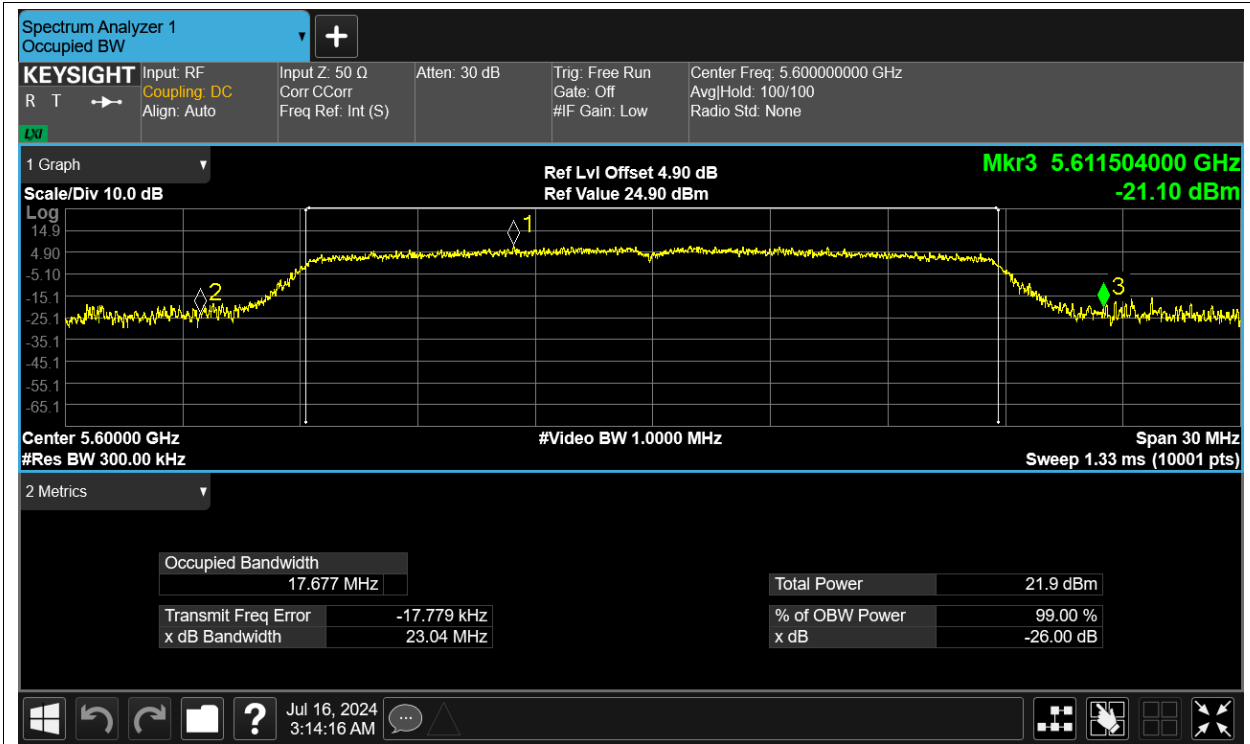 Spectrum Analyzer 1
Occupied BW
KEYSIGHT
R T
LXI
Input: RF
Coupling: DC
Align: Auto
Input Z: 50 Ω
Corr CCorr
Freq Ref: Int (S)
Atten: 30 dB
Trig: Free Run
Gate: Off
#IF Gain: Low
Center Freq: 5.600000000 GHz
Avg|Hold: 100/100
Radio Std: None
1 Graph
Scale/Div 10.0 dB
Ref Lvl Offset 4.90 dB
Ref Value 24.90 dBm
Mkr3 5.611504000 GHz
-21.10 dBm
Log
14.9
4.90
-5.10
-15.1
-25.1
-35.1
-45.1
-55.1
-65.1
1
2
3
Center 5.60000 GHz
#Res BW 300.00 kHz
#Video BW 1.0000 MHz
Span 30 MHz
Sweep 1.33 ms (10001 pts)
2 Metrics
Occupied Bandwidth
17.677 MHz
Transmit Freq Error -17.779 kHz
x dB Bandwidth 23.04 MHz
Total Power 21.9 dBm
% of OBW Power 99.00 %
x dB -26.00 dB
?
Jul 16, 2024
3:14:16 AM